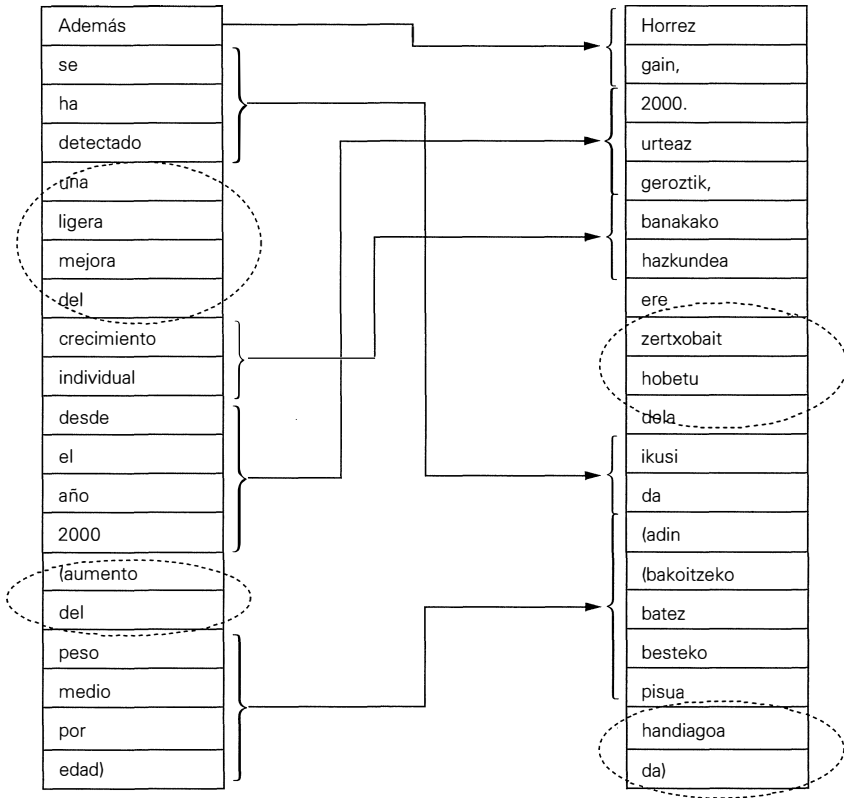 Además
se
ha
detectado
una
ligera
mejora
del
crecimiento
individual
desde
el
año
2000
(aumento
del
peso
medio
por
edad)
Horrez
gain,
2000.
urteaz
geroztik,
banakako
hazkundea
ere
zertxobait
hobetu
dela
ikusi
da
(adin
(bakoitzeko
batez
besteko
pisua
handiagoa
da)